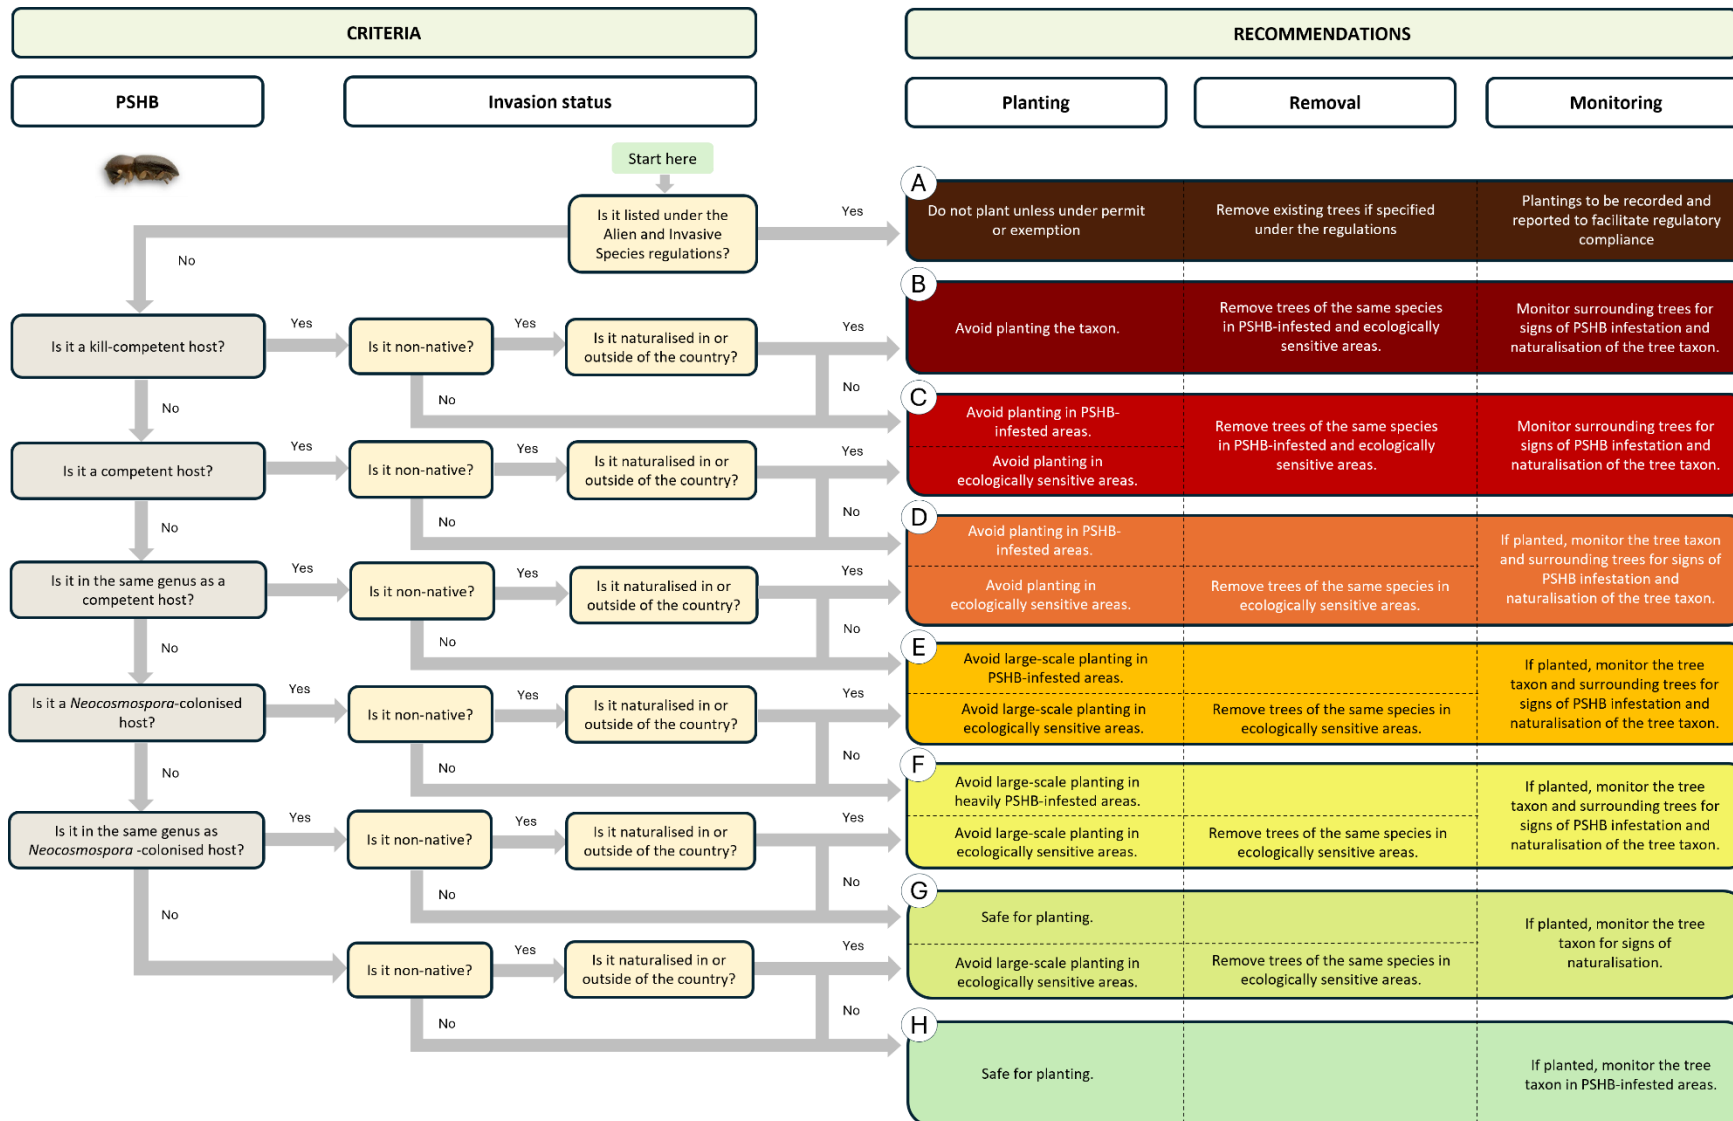 CRITERIA
RECOMMENDATIONS
PSHB
Invasion status
Planting
Removal
Monitoring
Start here
A
Is it listed under the
Alien and Invasive
Species regulations?
Yes
No
Do not plant unless under permit
or exemption
Remove existing trees if specified
under the regulations
Plantings to be recorded and
reported to facilitate regulatory
compliance
B
Is it a kill-competent host?
Yes
Is it non-native?
Yes
Is it naturalised in or
outside of the country?
Yes
No
No
No
Avoid planting the taxon.
Remove trees of the same species
in PSHB-infested and ecologically
sensitive areas.
Monitor surrounding trees for
signs of PSHB infestation and
naturalisation of the tree taxon.
C
Is it a competent host?
Yes
Is it non-native?
Yes
Is it naturalised in or
outside of the country?
Yes
No
No
No
Avoid planting in PSHB-
infested areas.
Avoid planting in
ecologically sensitive areas.
Remove trees of the same species
in PSHB-infested and ecologically
sensitive areas.
Monitor surrounding trees for
signs of PSHB infestation and
naturalisation of the tree taxon.
D
Is it in the same genus as a
competent host?
Yes
Is it non-native?
Yes
Is it naturalised in or
outside of the country?
Yes
No
No
No
Avoid planting in PSHB-
infested areas.
Avoid planting in
ecologically sensitive areas.
Remove trees of the same species in
ecologically sensitive areas.
If planted, monitor the tree taxon
and surrounding trees for signs of
PSHB infestation and
naturalisation of the tree taxon.
E
Is it a Neocosmospora-colonised
host?
Yes
Is it non-native?
Yes
Is it naturalised in or
outside of the country?
Yes
No
No
No
Avoid large-scale planting in
PSHB-infested areas.
Avoid large-scale planting in
ecologically sensitive areas.
Remove trees of the same species in
ecologically sensitive areas.
If planted, monitor the tree
taxon and surrounding trees for
signs of PSHB infestation and
naturalisation of the tree taxon.
F
Is it in the same genus as
Neocosmospora -colonised host?
Yes
Is it non-native?
Yes
Is it naturalised in or
outside of the country?
Yes
No
No
No
Avoid large-scale planting in
heavily PSHB-infested areas.
Avoid large-scale planting in
ecologically sensitive areas.
Remove trees of the same species in
ecologically sensitive areas.
If planted, monitor the tree
taxon and surrounding trees for
signs of PSHB infestation and
naturalisation of the tree taxon.
G
Is it non-native?
Yes
Is it naturalised in or
outside of the country?
Yes
No
No
Safe for planting.
Avoid large-scale planting in
ecologically sensitive areas.
Remove trees of the same species in
ecologically sensitive areas.
If planted, monitor the tree
taxon for signs of
naturalisation.
H
Safe for planting.
If planted, monitor the tree
taxon in PSHB-infested areas.